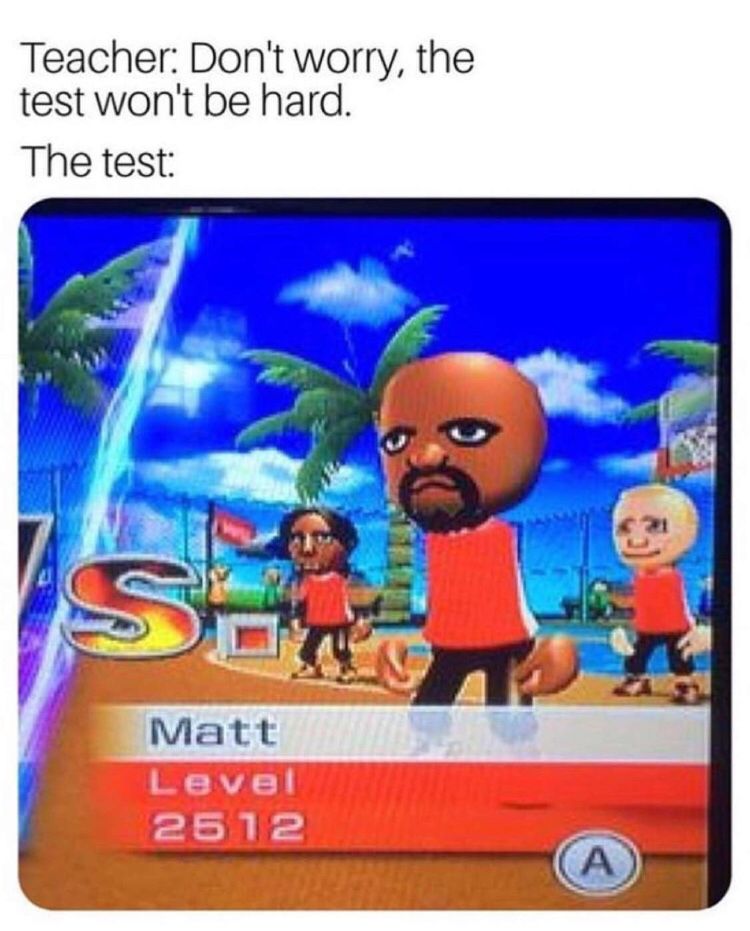 Teacher: Don't worry, the
test won't be hard.
The test:
S.
Matt
Level
2512
A